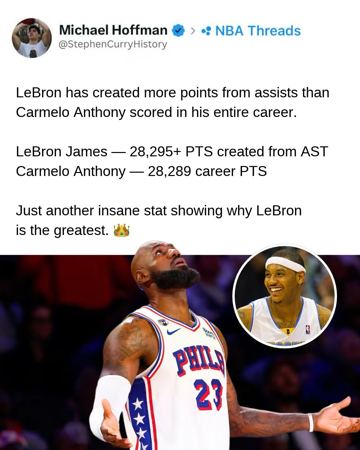 Michael Hoffman > NBA Threads
@StephenCurryHistory
LeBron has created more points from assists than
Carmelo Anthony scored in his entire career.
LeBron James — 28,295+ PTS created from AST
Carmelo Anthony — 28,289 career PTS
Just another insane stat showing why LeBron
is the greatest. 👑
PHILA
23